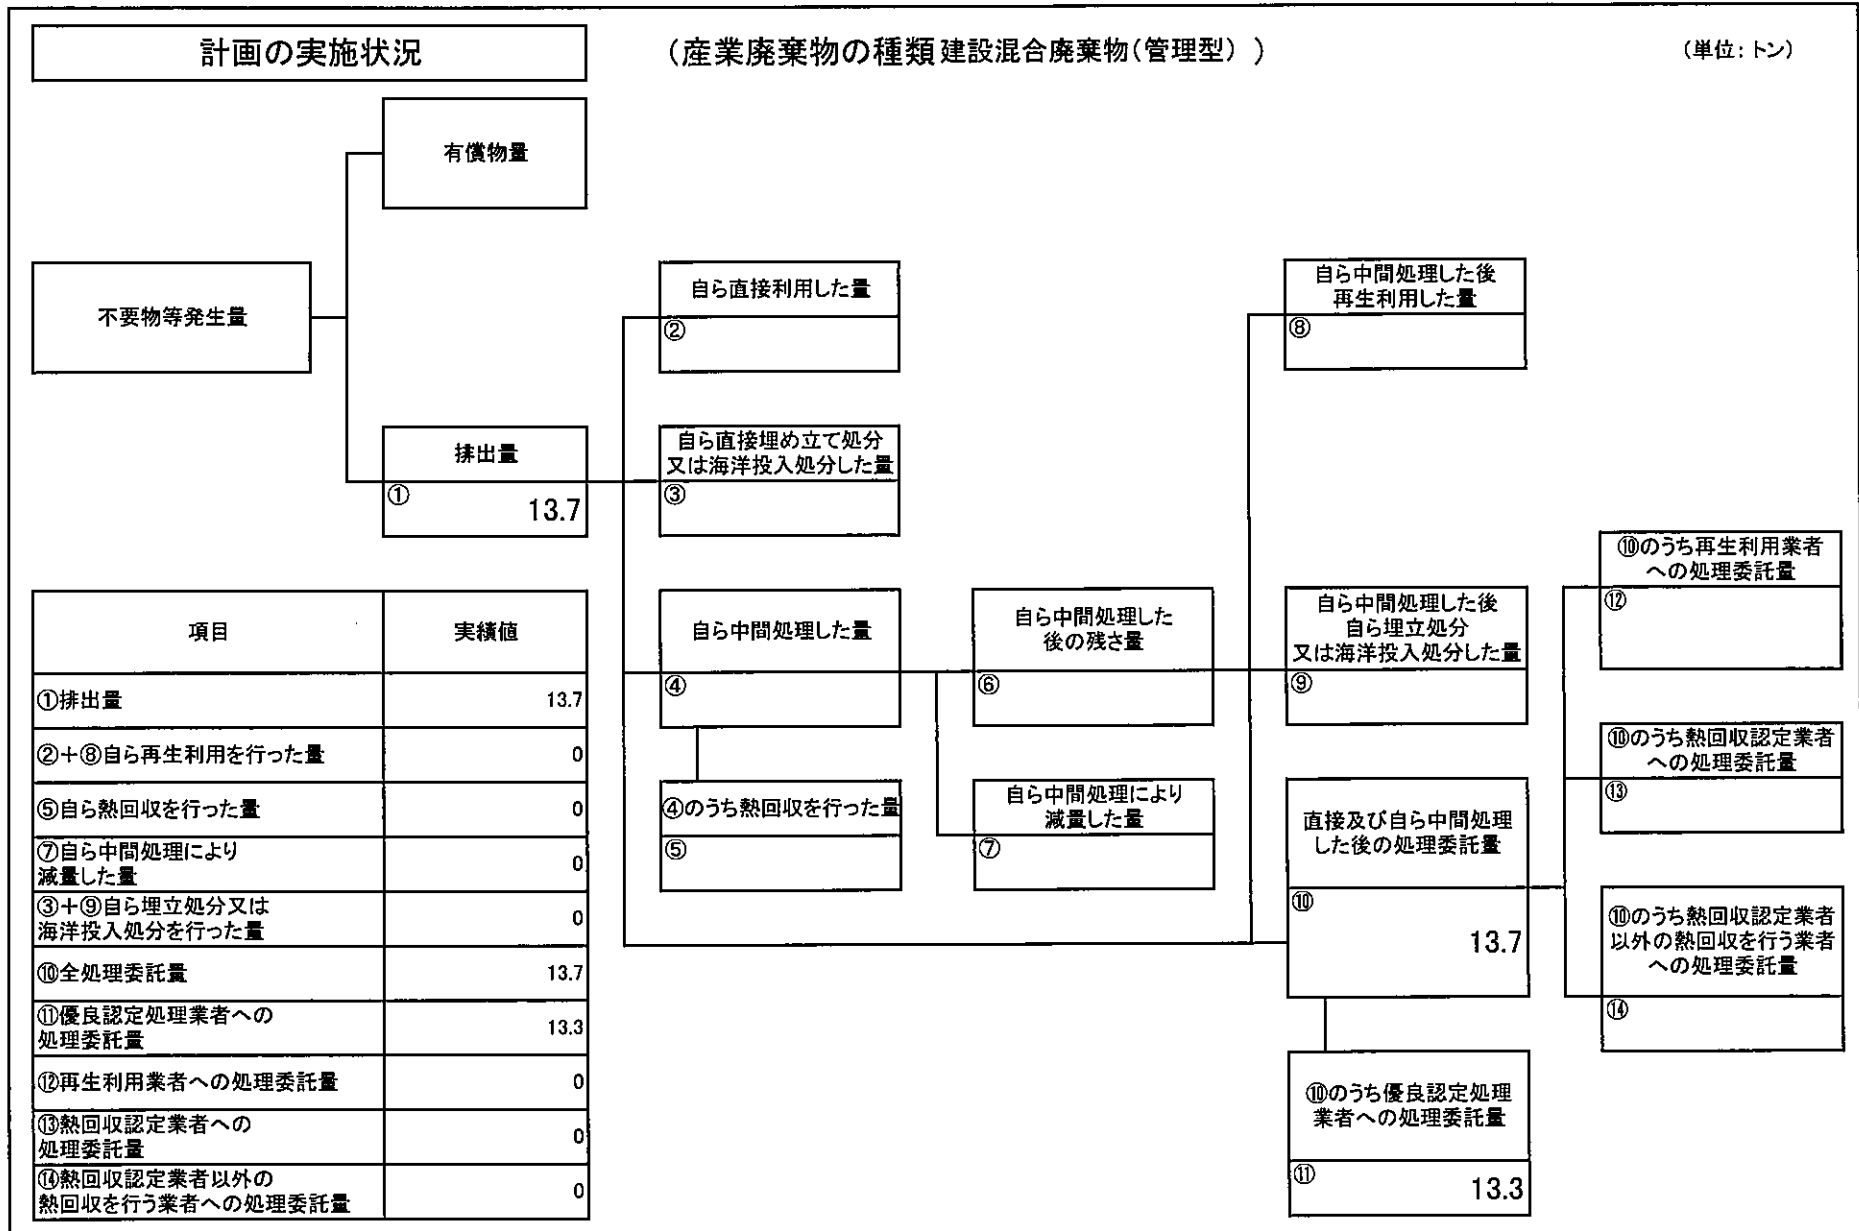 計画の実施状況
（産業廃棄物の種類 建設混合廃棄物（管理型））
（単位：トン）
有償物量
不要物等発生量
自ら直接利用した量
②
自ら中間処理した後
再生利用した量
⑧
排出量
① 13.7
自ら直接埋め立て処分
又は海洋投入処分した量
③
自ら中間処理した量
④
自ら中間処理した
後の残さ量
⑥
自ら中間処理した後
自ら埋立処分
又は海洋投入処分した量
⑨
⑩のうち再生利用業者
への処理委託量
⑫
④のうち熱回収を行った量
⑤
自ら中間処理により
減量した量
⑦
直接及び自ら中間処理
した後の処理委託量
⑩
13.7
⑩のうち熱回収認定業者
への処理委託量
⑬
⑩のうち熱回収認定業者
以外の熱回収を行う業者
への処理委託量
⑭
⑩のうち優良認定処理
業者への処理委託量
⑪
13.3
項目 実績値
①排出量 13.7
②＋⑧自ら再生利用を行った量 0
⑤自ら熱回収を行った量 0
⑦自ら中間処理により
減量した量 0
③＋⑨自ら埋立処分又は
海洋投入処分を行った量 0
⑩全処理委託量 13.7
⑪優良認定処理業者への
処理委託量 13.3
⑫再生利用業者への処理委託量 0
⑬熱回収認定業者への
処理委託量 0
⑭熱回収認定業者以外の
熱回収を行う業者への処理委託量 0